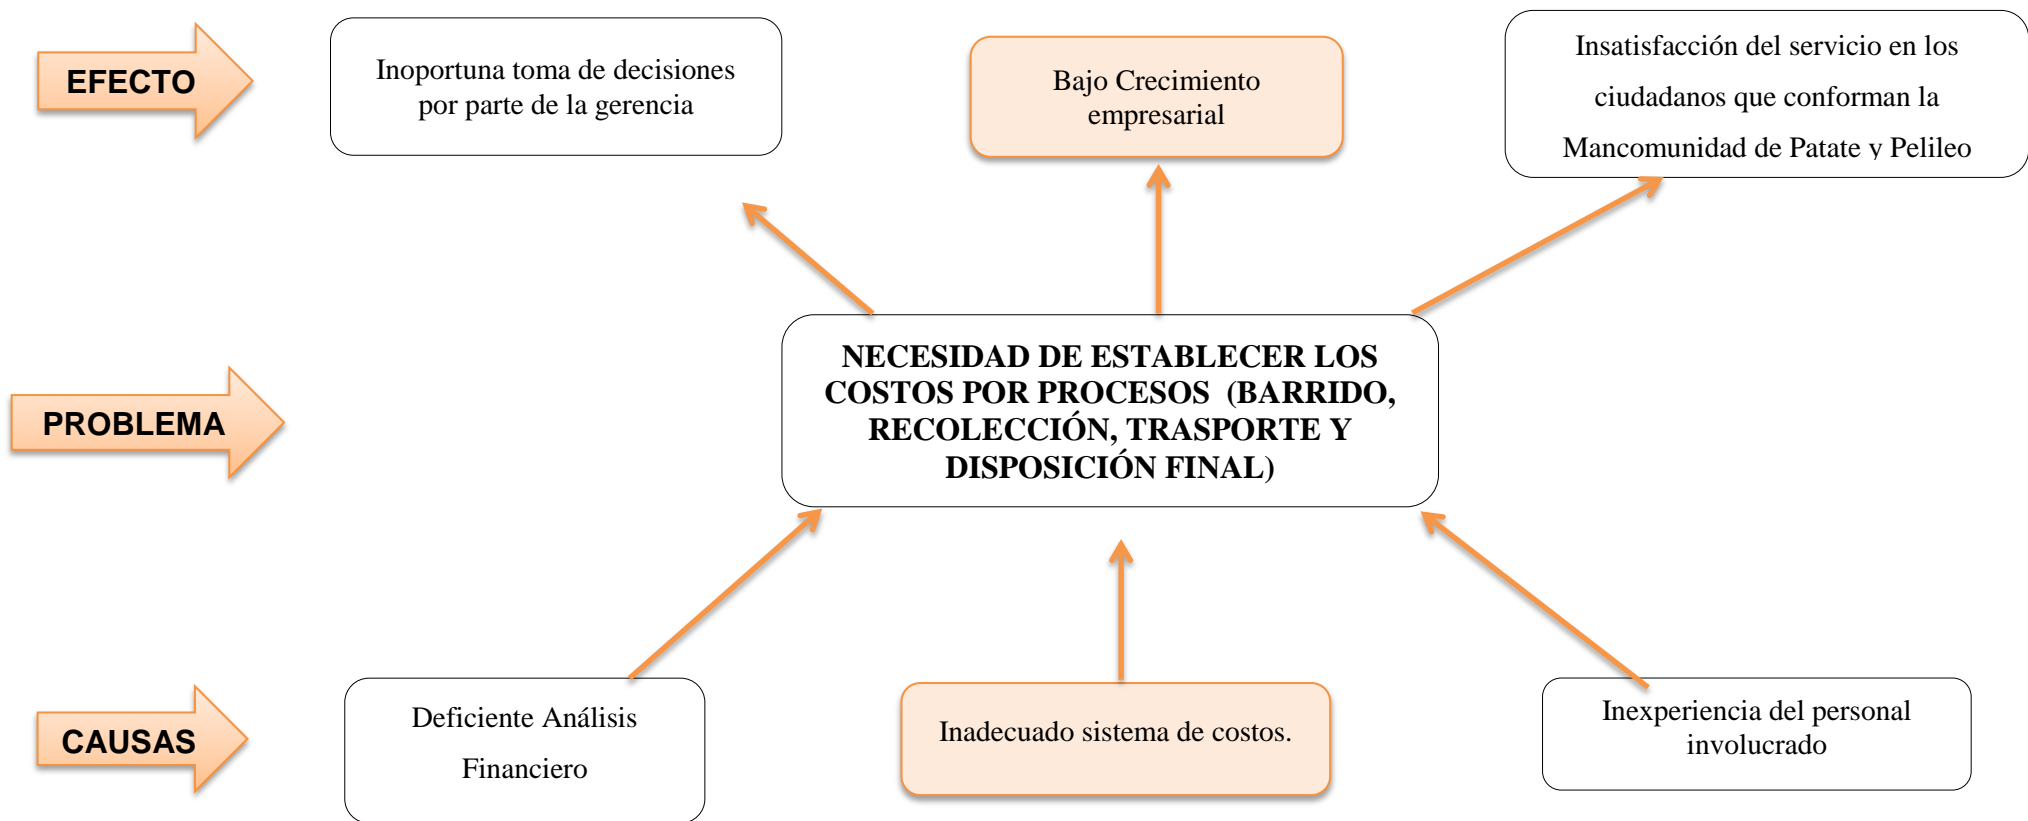 EFECTO
Inoportuna toma de decisiones
por parte de la gerencia
Bajo Crecimiento
empresarial
Insatisfacción del servicio en los
ciudadanos que conforman la
Mancomunidad de Patate y Pelileo
PROBLEMA
NECESIDAD DE ESTABLECER LOS
COSTOS POR PROCESOS (BARRIDO,
RECOLECCIÓN, TRASPORTE Y
DISPOSICIÓN FINAL)
CAUSAS
Deficiente Análisis
Financiero
Inadecuado sistema de costos.
Inexperiencia del personal
involucrado